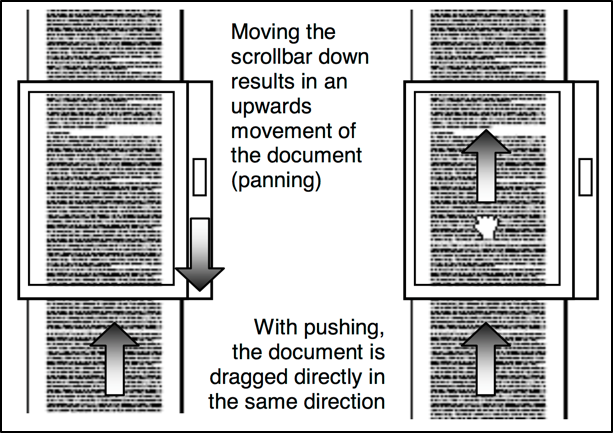 Moving the
scrollbar down
results in an
upwards
movement of
the document
(panning)
With pushing,
the document is
dragged directly in
the same direction